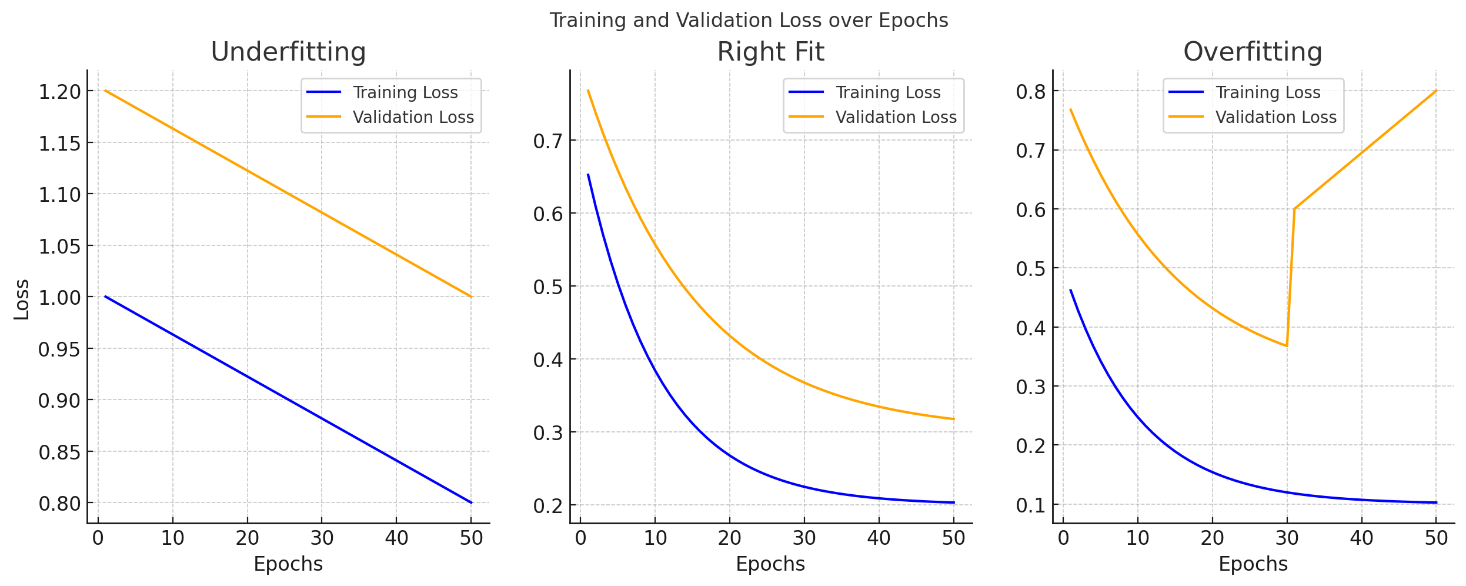 Training and Validation Loss over Epochs
Underfitting
Training Loss
Validation Loss
1.20
1.15
1.10
1.05
1.00
0.95
0.90
0.85
0.80
Loss
0 10 20 30 40 50
Epochs
Right Fit
Training Loss
Validation Loss
0.7
0.6
0.5
0.4
0.3
0.2
0 10 20 30 40 50
Epochs
Overfitting
Training Loss
Validation Loss
0.8
0.7
0.6
0.5
0.4
0.3
0.2
0.1
0 10 20 30 40 50
Epochs